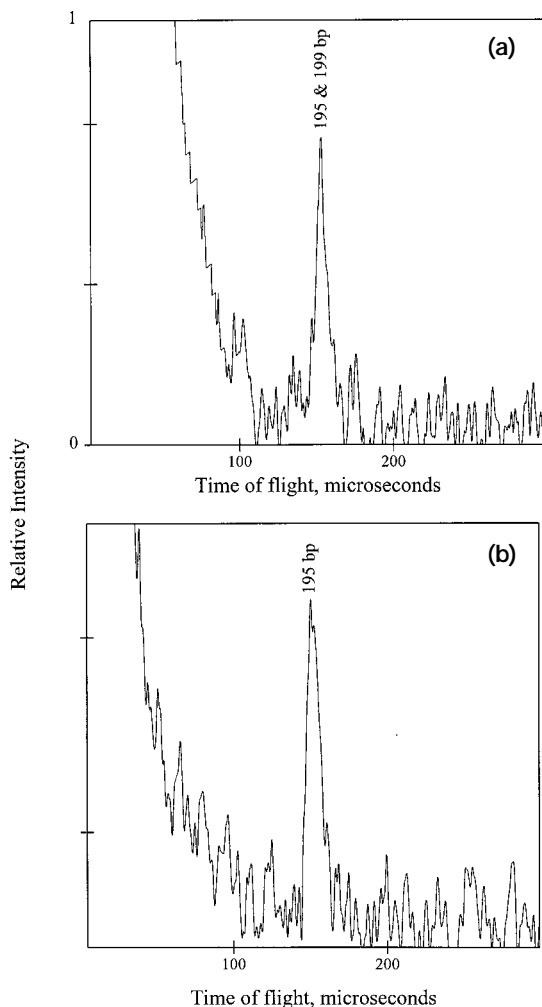 1
(a)
195 & 199 bp
0
100
200
Time of flight, microseconds
Relative Intensity
(b)
195 bp
100
200
Time of flight, microseconds